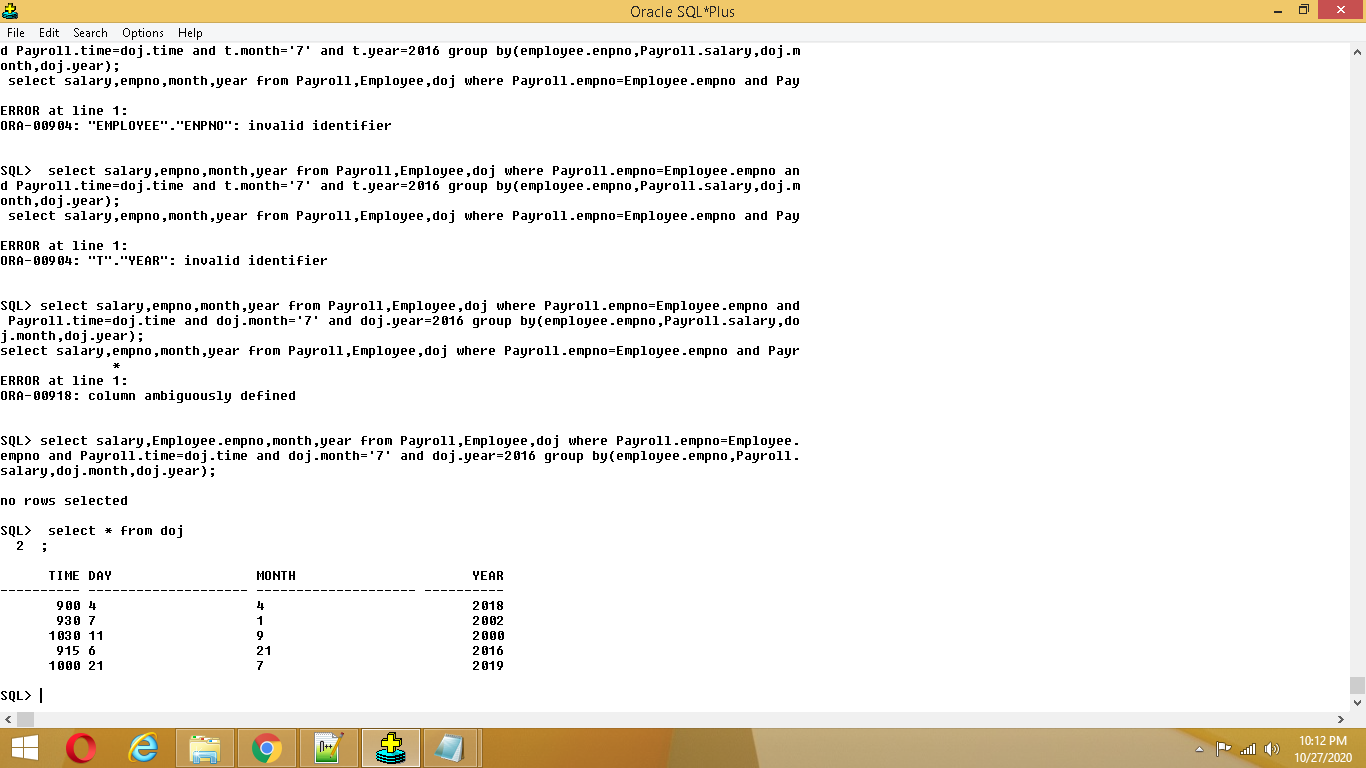 Oracle SQL*Plus
File Edit Search Options Help
d Payroll.time=doj.time and t.month='7' and t.year=2016 group by(employee.enpno,Payroll.salary,doj.m
onth,doj.year);
select salary,empno,month,year from Payroll,Employee,doj where Payroll.empno=Employee.empno and Pay
ERROR at line 1:
ORA-00904: "EMPLOYEE"."ENPNO": invalid identifier
SQL>  select salary,empno,month,year from Payroll,Employee,doj where Payroll.empno=Employee.empno an
d Payroll.time=doj.time and t.month='7' and t.year=2016 group by(employee.empno,Payroll.salary,doj.m
onth,doj.year);
select salary,empno,month,year from Payroll,Employee,doj where Payroll.empno=Employee.empno and Pay
ERROR at line 1:
ORA-00904: "T"."YEAR": invalid identifier
SQL> select salary,empno,month,year from Payroll,Employee,doj where Payroll.empno=Employee.empno and
Payroll.time=doj.time and doj.month='7' and doj.year=2016 group by(employee.empno,Payroll.salary,do
j.month,doj.year);
select salary,empno,month,year from Payroll,Employee,doj where Payroll.empno=Employee.empno and Payr
*
ERROR at line 1:
ORA-00918: column ambiguously defined
SQL> select salary,Employee.empno,month,year from Payroll,Employee,doj where Payroll.empno=Employee.
empno and Payroll.time=doj.time and doj.month='7' and doj.year=2016 group by(employee.empno,Payroll.
salary,doj.month,doj.year);
no rows selected
SQL>  select * from doj
2  ;
TIME DAY MONTH YEAR
---------- -------------------- -------------------- ----------
900 4 4 2018
930 7 1 2002
1030 11 9 2000
915 6 21 2016
1000 21 7 2019
SQL>
10:12 PM
10/27/2020